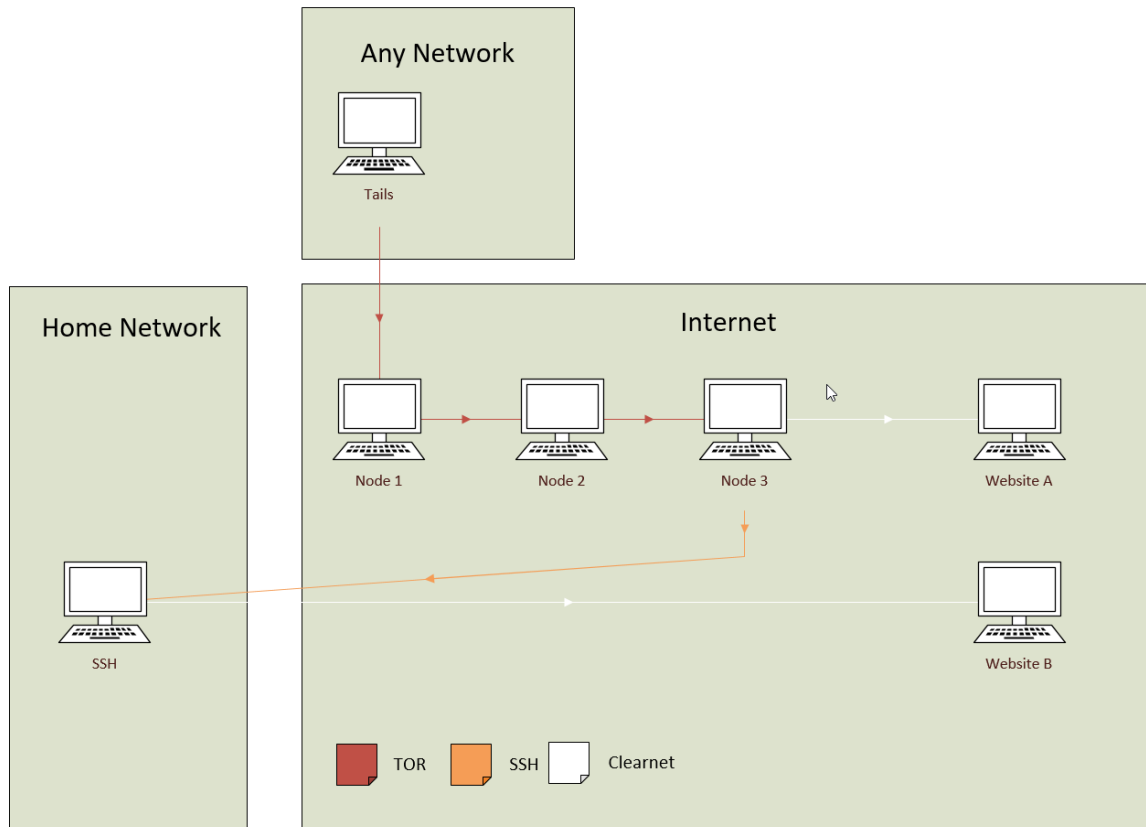 Any Network
Tails
Home Network
Internet
Node 1
Node 2
Node 3
Website A
SSH
Website B
TOR
SSH
Clearnet